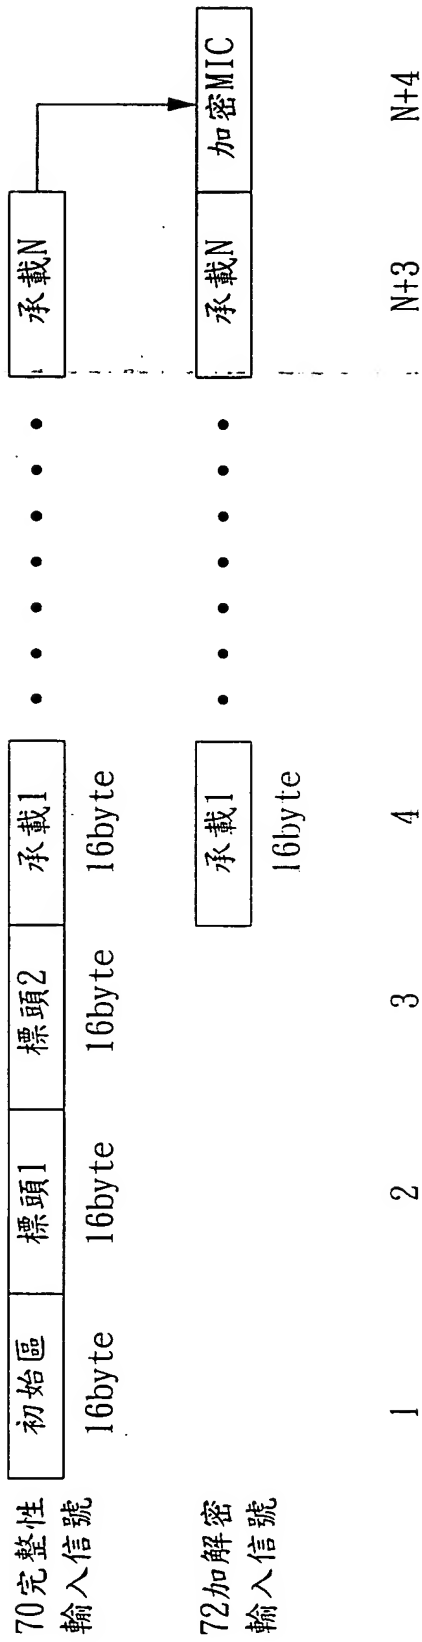 70完整性
輸入信號
初始區
標頭1
標頭2
承載1
承載N
16byte
16byte
16byte
16byte
72加解密
輸入信號
承載1
承載N
加密MIC
16byte
1
2
3
4
N+3
N+4